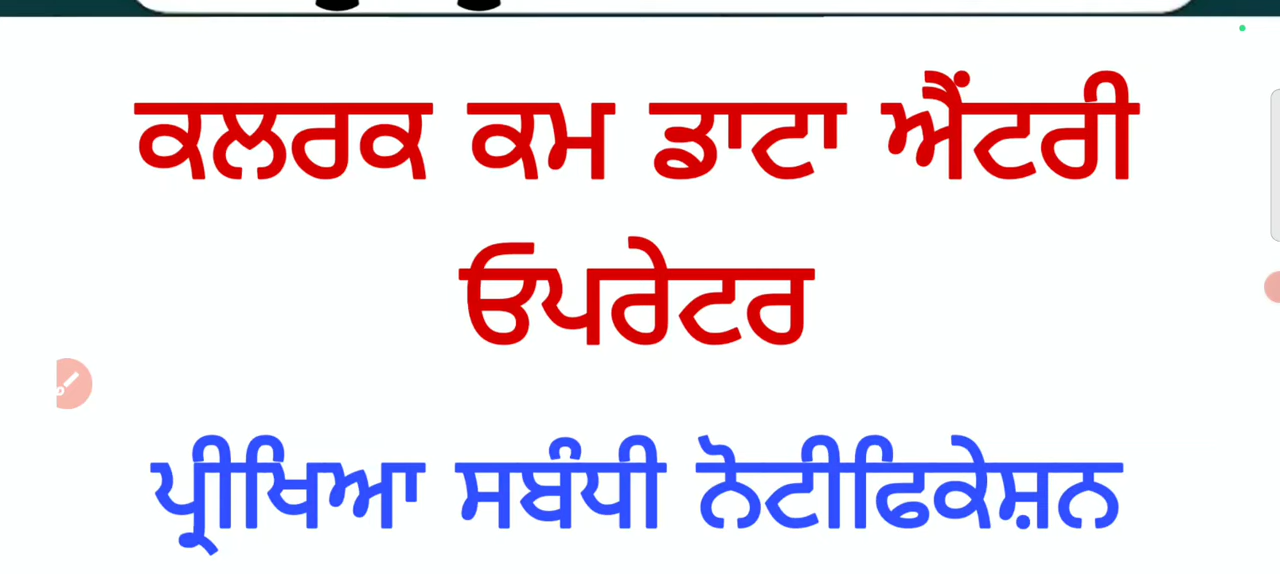 ਕਲਰਕ ਕਮ ਡਾਟਾ ਐਂਟਰੀ
ਓਪਰੇਟਰ
ਪ੍ਰੀਖਿਆ ਸਬੰਧੀ ਨੋਟੀਫਿਕੇਸ਼ਨ